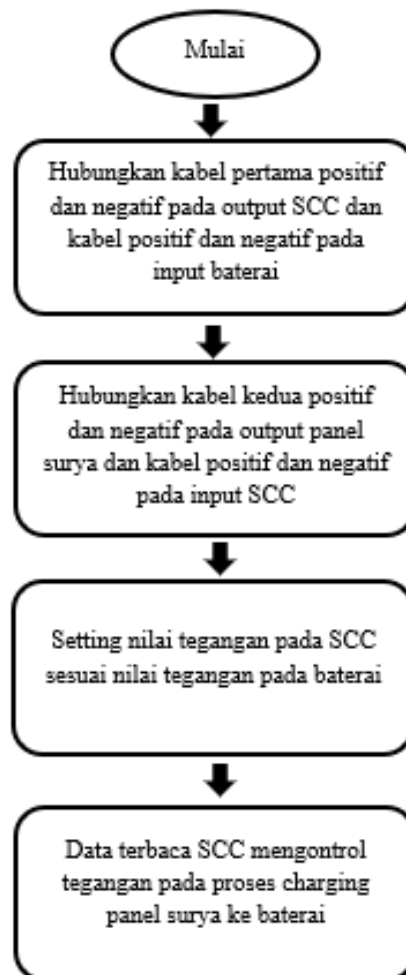 Mulai
Hubungkan kabel pertama positif
dan negatif pada output SCC dan
kabel positif dan negatif pada
input baterai
Hubungkan kabel kedua positif
dan negatif pada output panel
surya dan kabel positif dan negatif
pada input SCC
Setting nilai tegangan pada SCC
sesuai nilai tegangan pada baterai
Data terbaca SCC mengontrol
tegangan pada proses charging
panel surya ke baterai